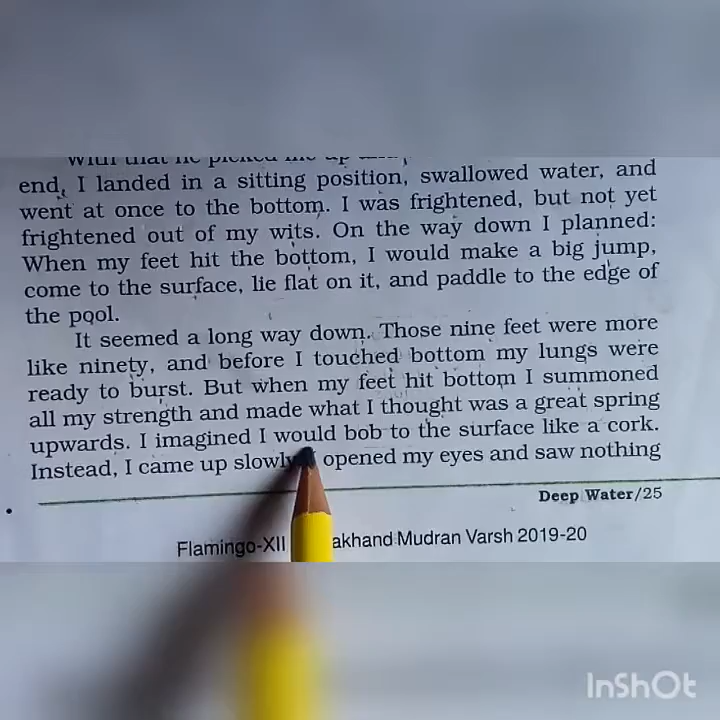 With that he picked me up
end, I landed in a sitting position, swallowed water, and
went at once to the bottom. I was frightened, but not yet
frightened out of my wits. On the way down I planned:
When my feet hit the bottom, I would make a big jump,
come to the surface, lie flat on it, and paddle to the edge of
the pool.
It seemed a long way down. Those nine feet were more
like ninety, and before I touched bottom my lungs were
ready to burst. But when my feet hit bottom I summoned
all my strength and made what I thought was a great spring
upwards. I imagined I would bob to the surface like a cork.
Instead, I came up slowly. I opened my eyes and saw nothing
Deep Water/25
Flamingo-XII akhand Mudran Varsh 2019-20
InShOt